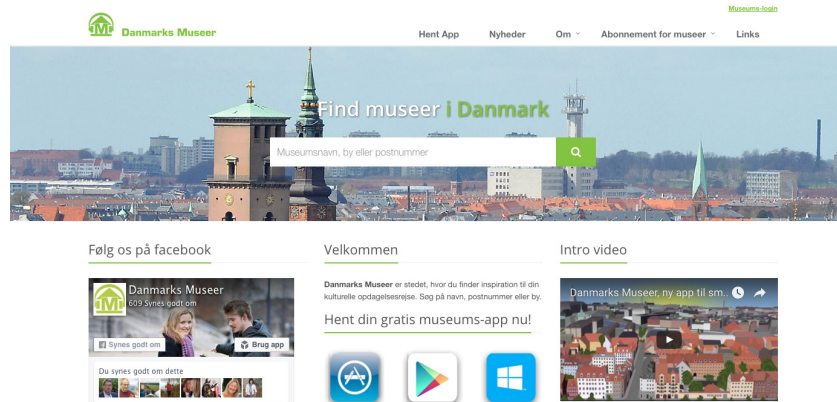 Museums-login
Danmarks Museer
Hent App Nyheder Om Abonnement for museer Links
Find museer i Danmark
Museumsnavn, by eller postnummer
Følg os på facebook
Danmarks Museer
609 Synes godt om
Synes godt om Brug app
Du synes godt om dette
Velkommen
Danmarks Museer er stedet, hvor du finder inspiration til din
kulturelle opdagelsesrejse. Søg på navn, postnummer eller by.
Hent din gratis museums-app nu!
Intro video
Danmarks Museer, ny app til sm...